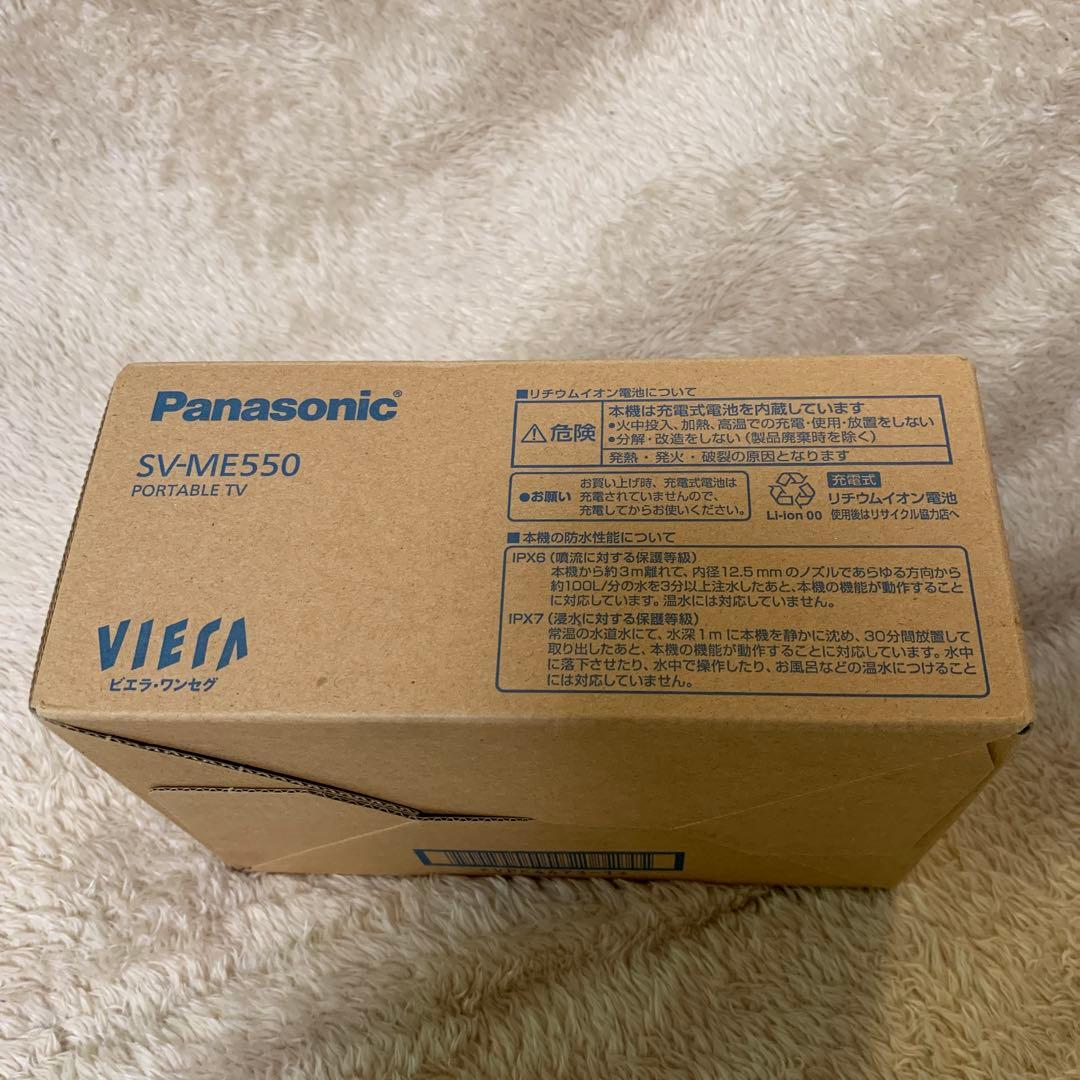 Panasonic®
SV-ME550
PORTABLE TV
VIERA
ビエラ・ワンセグ
■リチウムイオン電池について
⚠危険
本機は充電式電池を内蔵しています
●火中投入、加熱、高温での充電・使用・放置をしない
●分解・改造をしない(製品廃棄時を除く)
発熱・発火・破裂の原因となります
●お願い
お買い上げ時、充電式電池は
充電されていませんので、
充電してからお使いください。
Li-ion 00
充電式
リチウムイオン電池
使用後はリサイクル協力店へ
■本機の防水性能について
IPX6(噴流に対する保護等級)
本機から約3m離れて、内径12.5mmのノズルであらゆる方向から
約100L/分の水を3分以上注水したあと、本機の機能が動作すること
に対応しています。温水には対応していません。
IPX7(浸水に対する保護等級)
常温の水道水にて、水深1mに本機を静かに沈め、30分間放置して
取り出したあと、本機の機能が動作することに対応しています。水中
に落下させたり、水中で操作したり、お風呂などの温水につけること
には対応していません。